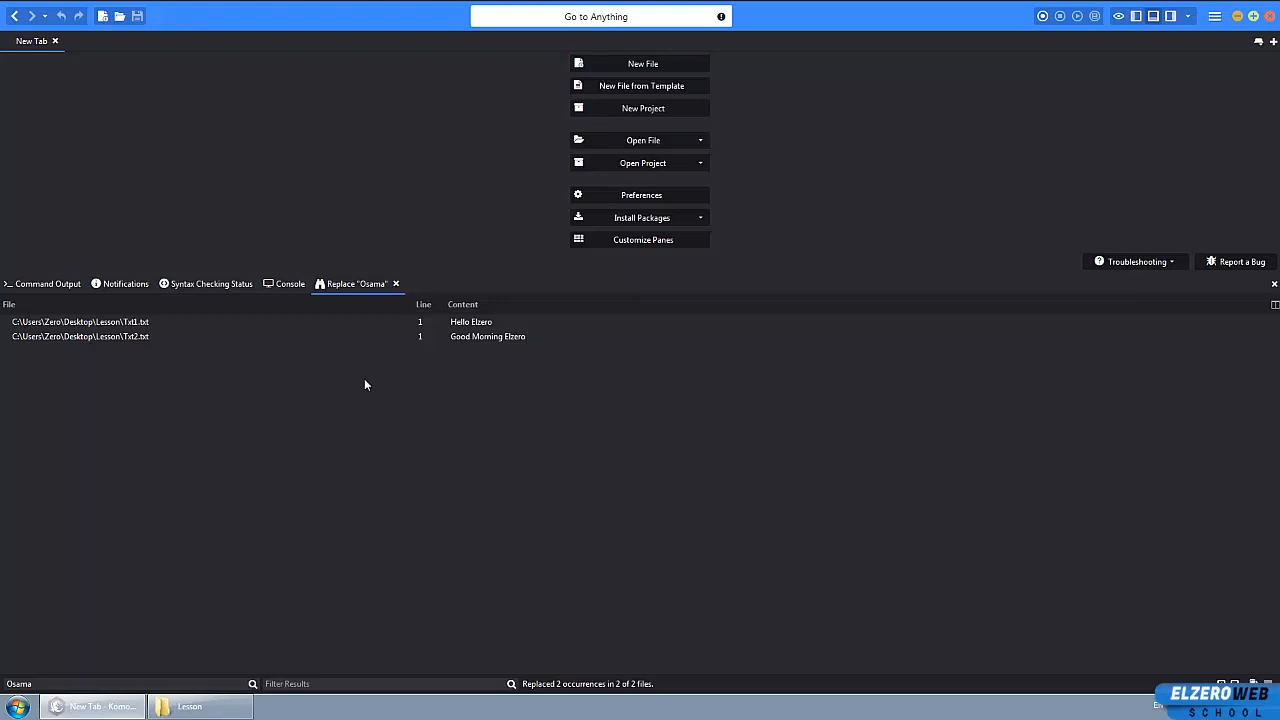 Go to Anything
New Tab
New File
New File from Template
New Project
Open File
Open Project
Preferences
Install Packages
Customize Panes
Troubleshooting
Report a Bug
Command Output
Notifications
Syntax Checking Status
Console
Replace "Osama"
File
Line
Content
C:\Users\Zero\Desktop\Lesson\Txt1.txt
1
Hello Elzero
C:\Users\Zero\Desktop\Lesson\Txt2.txt
1
Good Morning Elzero
Osama
Filter Results
Replaced 2 occurrences in 2 of 2 files.
New Tab - Komo...
Lesson
ELZEROWEB
SCHOOL